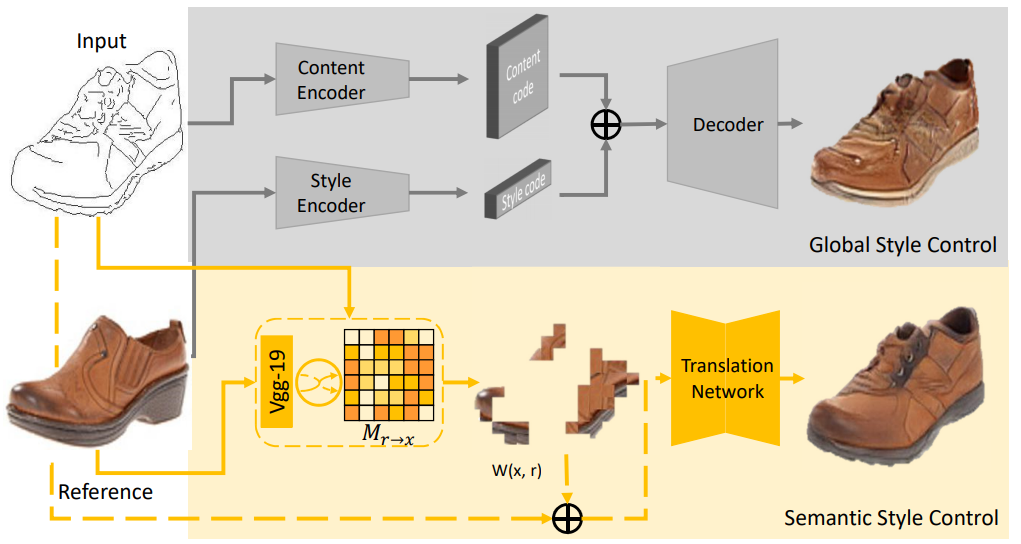 Input
Content
Encoder
Content
code
Decoder
Style
Encoder
Style code
Global Style Control
Vgg-19
M_{r→x}
Translation
Network
W(x, r)
Reference
Semantic Style Control